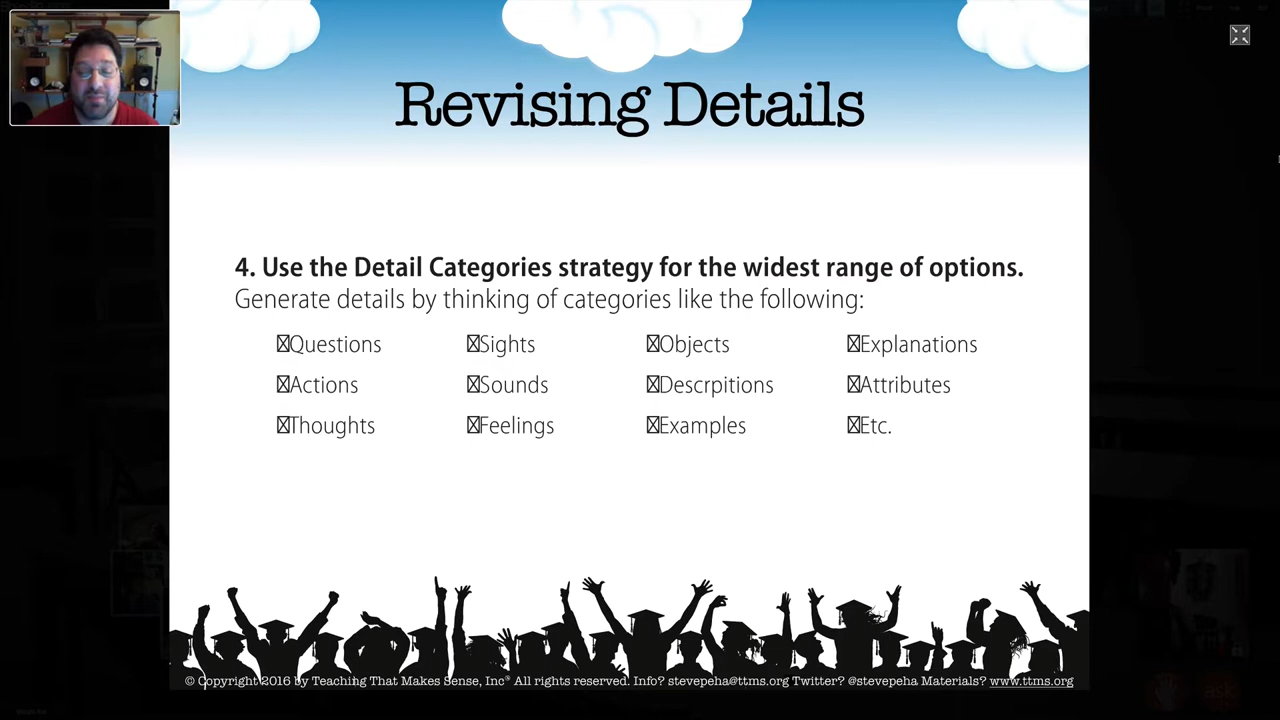 Revising Details
4. Use the Detail Categories strategy for the widest range of options.
Generate details by thinking of categories like the following:
☒Questions ☒Sights ☒Objects ☒Explanations
☒Actions ☒Sounds ☒Descrpitions ☒Attributes
☒Thoughts ☒Feelings ☒Examples ☒Etc.
© Copyright 2016 by Teaching That Makes Sense, Inc® All rights reserved. Info? stevepeha@ttms.org Twitter? @stevepeha Materials? www.ttms.org